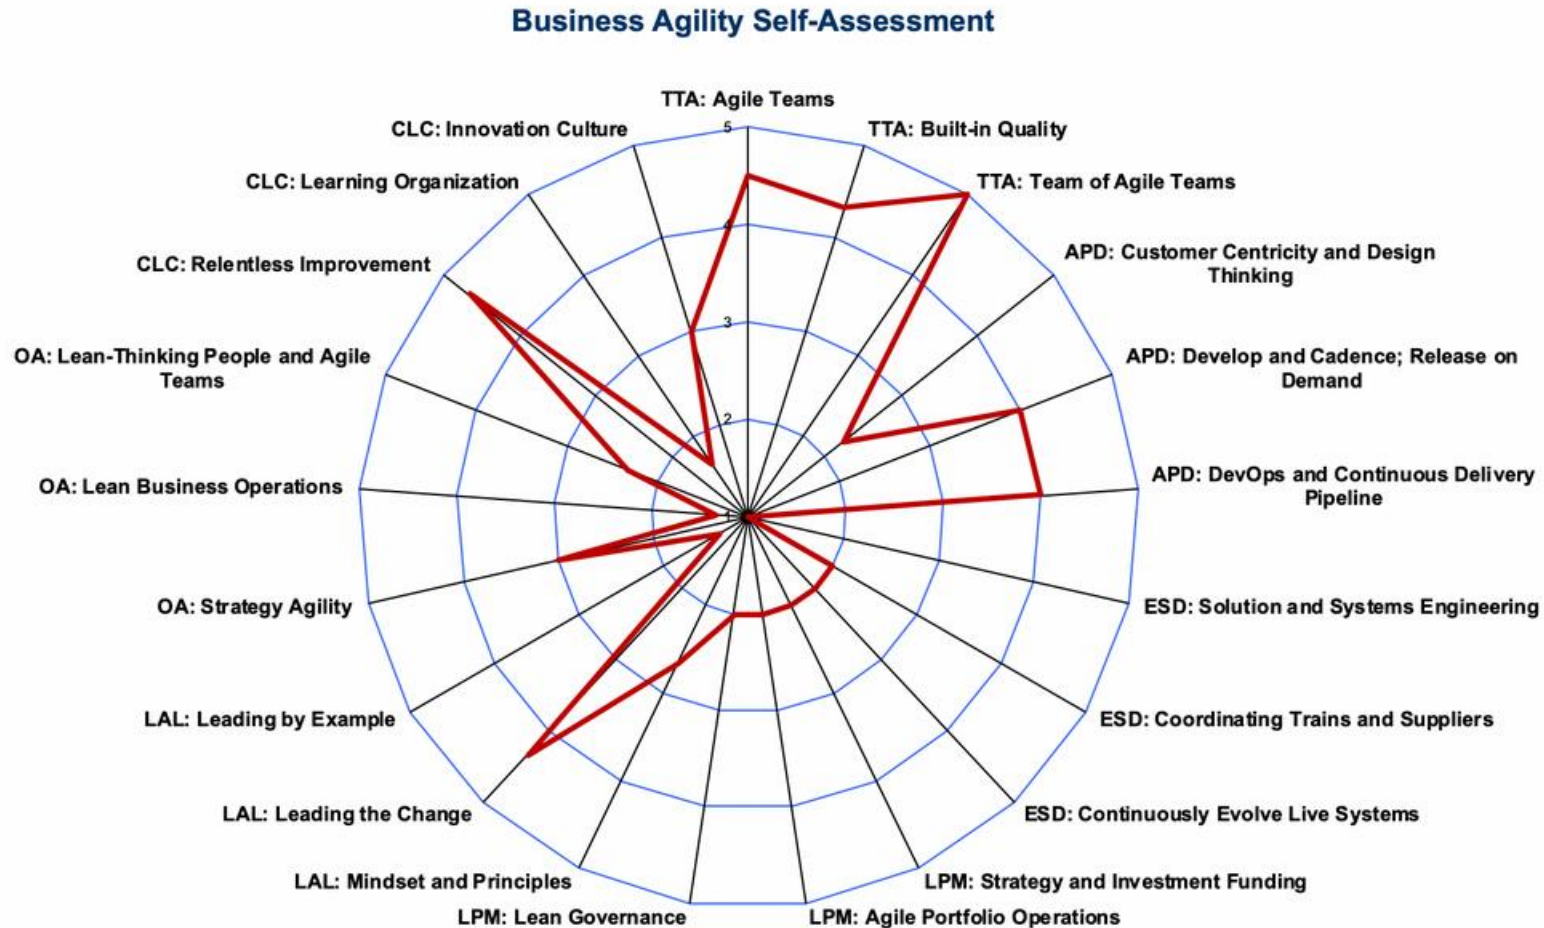 Business Agility Self-Assessment
TTA: Agile Teams
CLC: Innovation Culture
TTA: Built-in Quality
5
CLC: Learning Organization
TTA: Team of Agile Teams
4
CLC: Relentless Improvement
APD: Customer Centricity and Design
Thinking
3
OA: Lean-Thinking People and Agile
Teams
APD: Develop and Cadence; Release on
Demand
2
OA: Lean Business Operations
APD: DevOps and Continuous Delivery
Pipeline
1
OA: Strategy Agility
ESD: Solution and Systems Engineering
LAL: Leading by Example
ESD: Coordinating Trains and Suppliers
LAL: Leading the Change
ESD: Continuously Evolve Live Systems
LAL: Mindset and Principles
LPM: Strategy and Investment Funding
LPM: Lean Governance
LPM: Agile Portfolio Operations